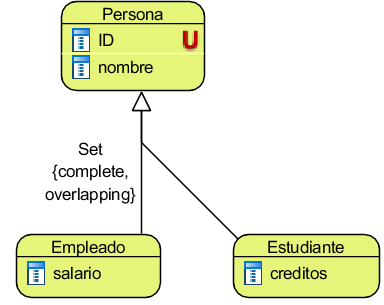 Persona
ID U
nombre
Set
{complete,
overlapping}
Empleado
salario
Estudiante
creditos